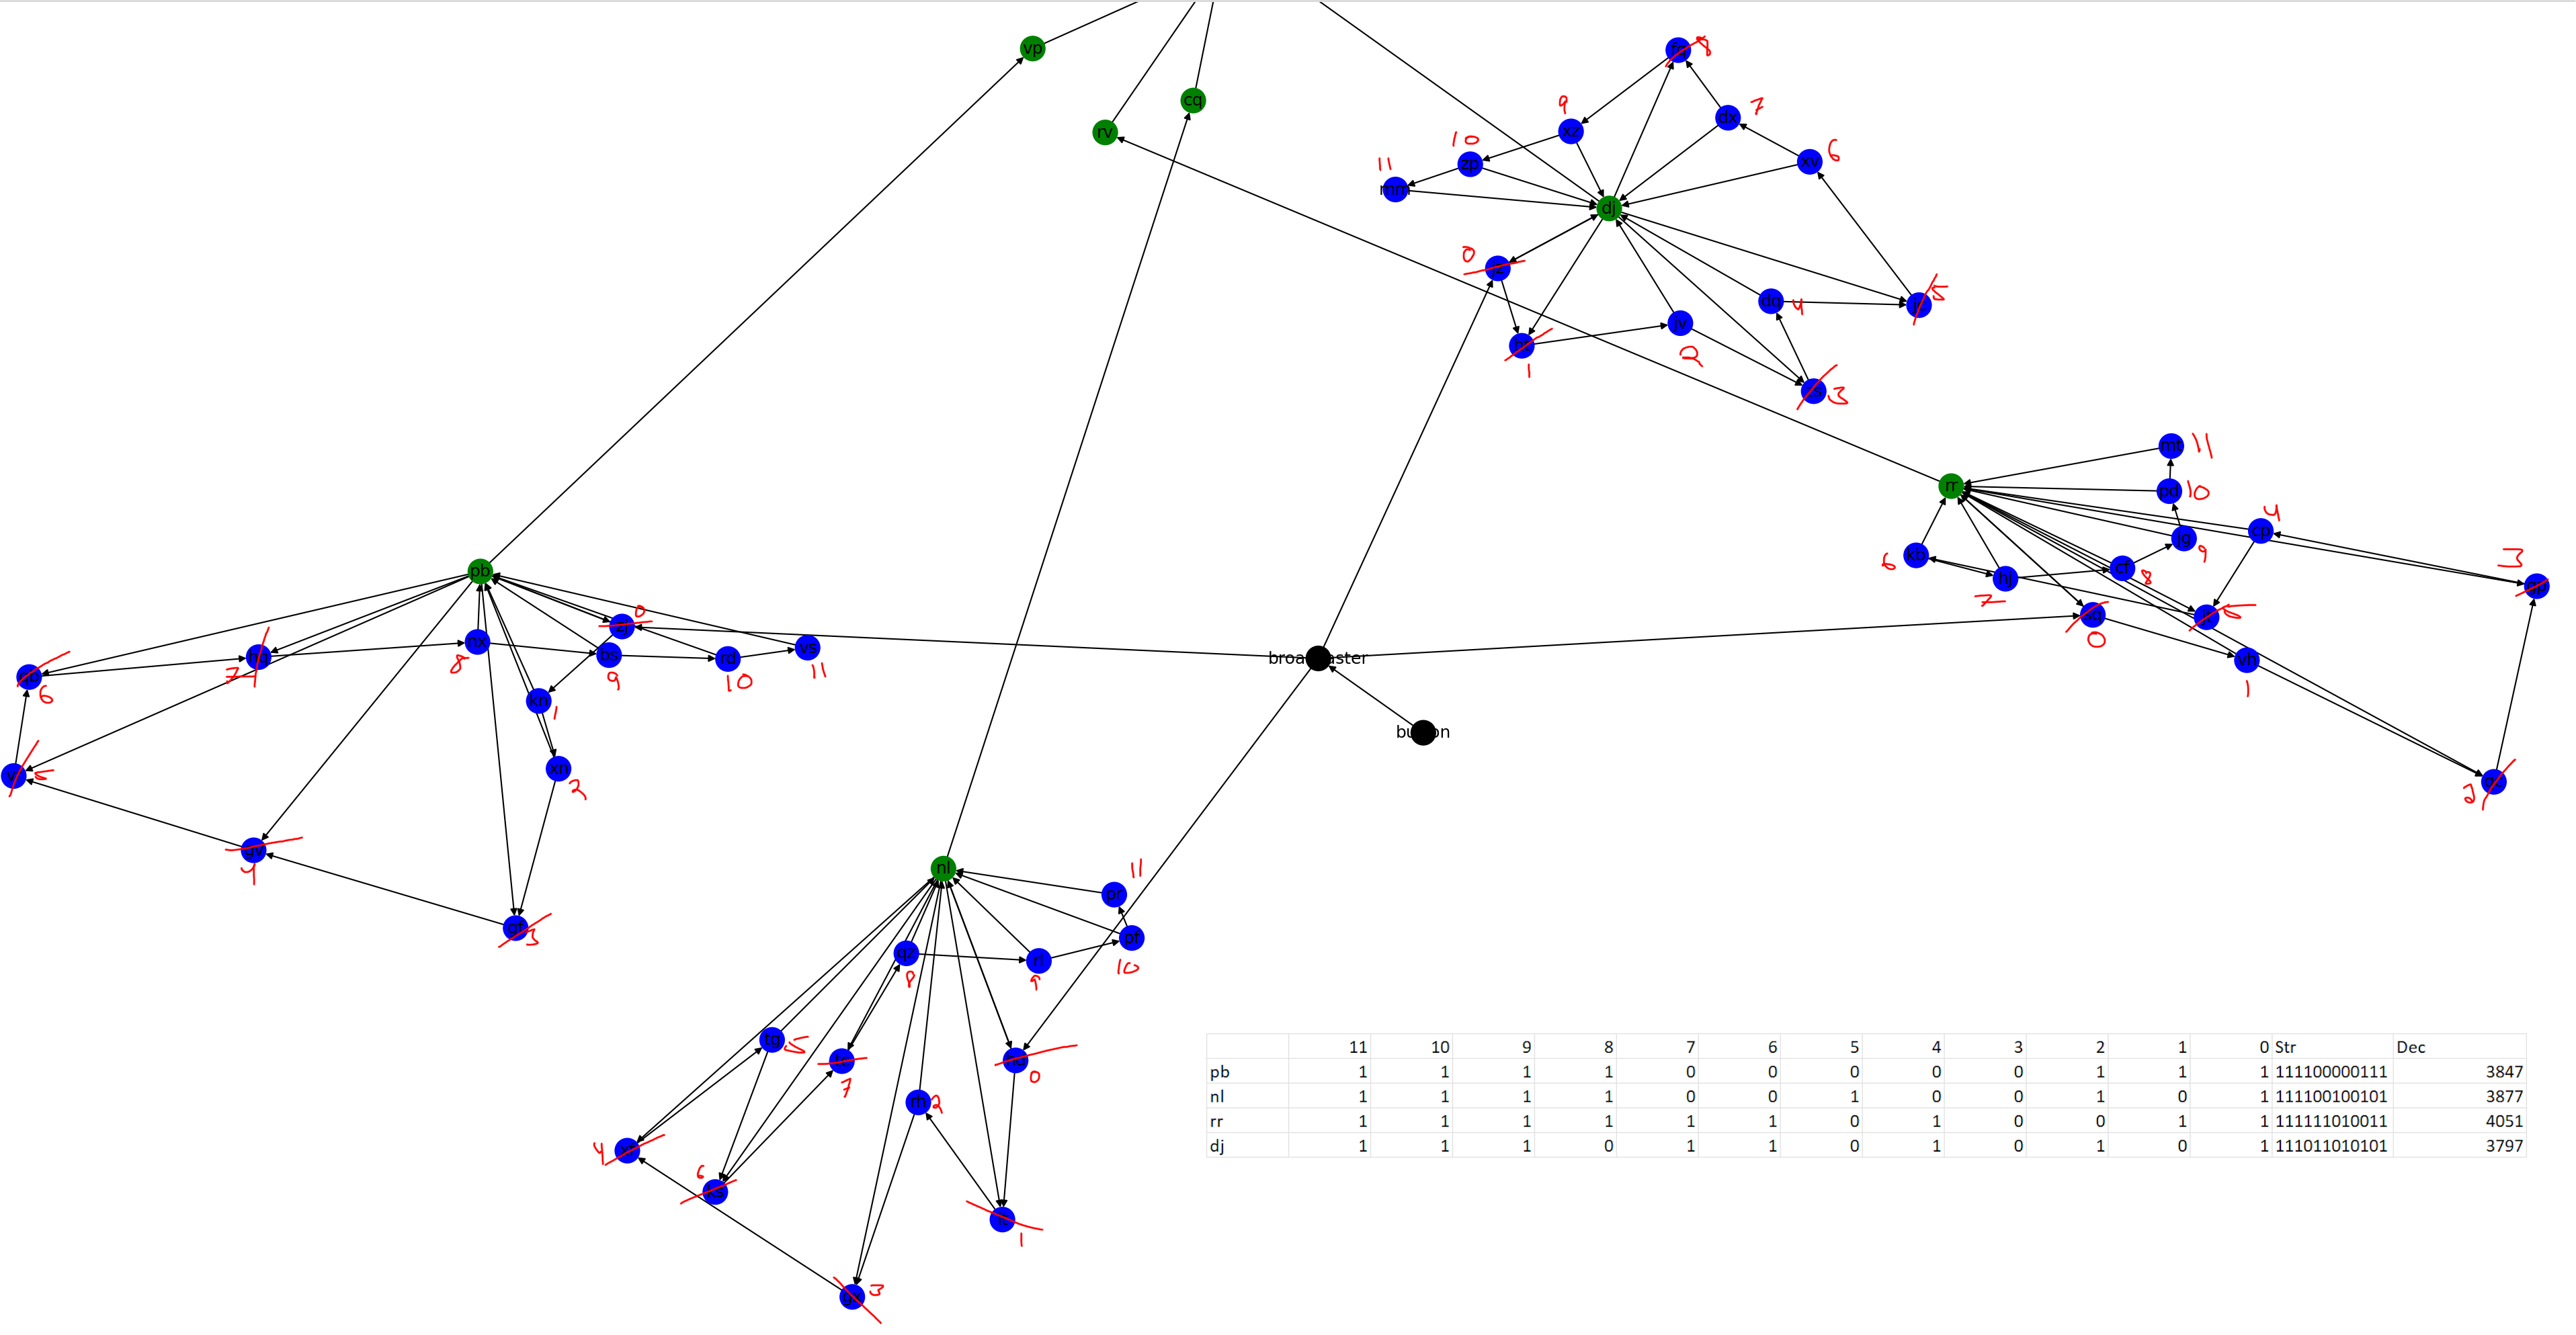 vp
cq
rv
8
dx 7
9
xz
10
zp
xv 6
11
mm
dj
0
dq 4
5
jv
2
1
3
mt 11
rr
pd 10
4
cp
jg
9
6 kb
hj
7
cf
8
3
5
0
vh
1
2
pb
0
zj
nx
8
bs
9
rd
10
vs
11
7
6
kn
1
xn
2
5
4
3
broadcaster
button
nl
11
pr
pf
10
qz
8
rl
9
tg 5
7
0
rh 2
4
6
ks
1
3
11 10 9 8 7 6 5 4 3 2 1 0 Str Dec
pb 1 1 1 1 0 0 0 0 0 1 1 1 111100000111 3847
nl 1 1 1 1 0 0 1 0 0 1 0 1 111100100101 3877
rr 1 1 1 1 1 1 0 1 0 0 1 1 111111010011 4051
dj 1 1 1 0 1 1 0 1 0 1 0 1 111011010101 3797